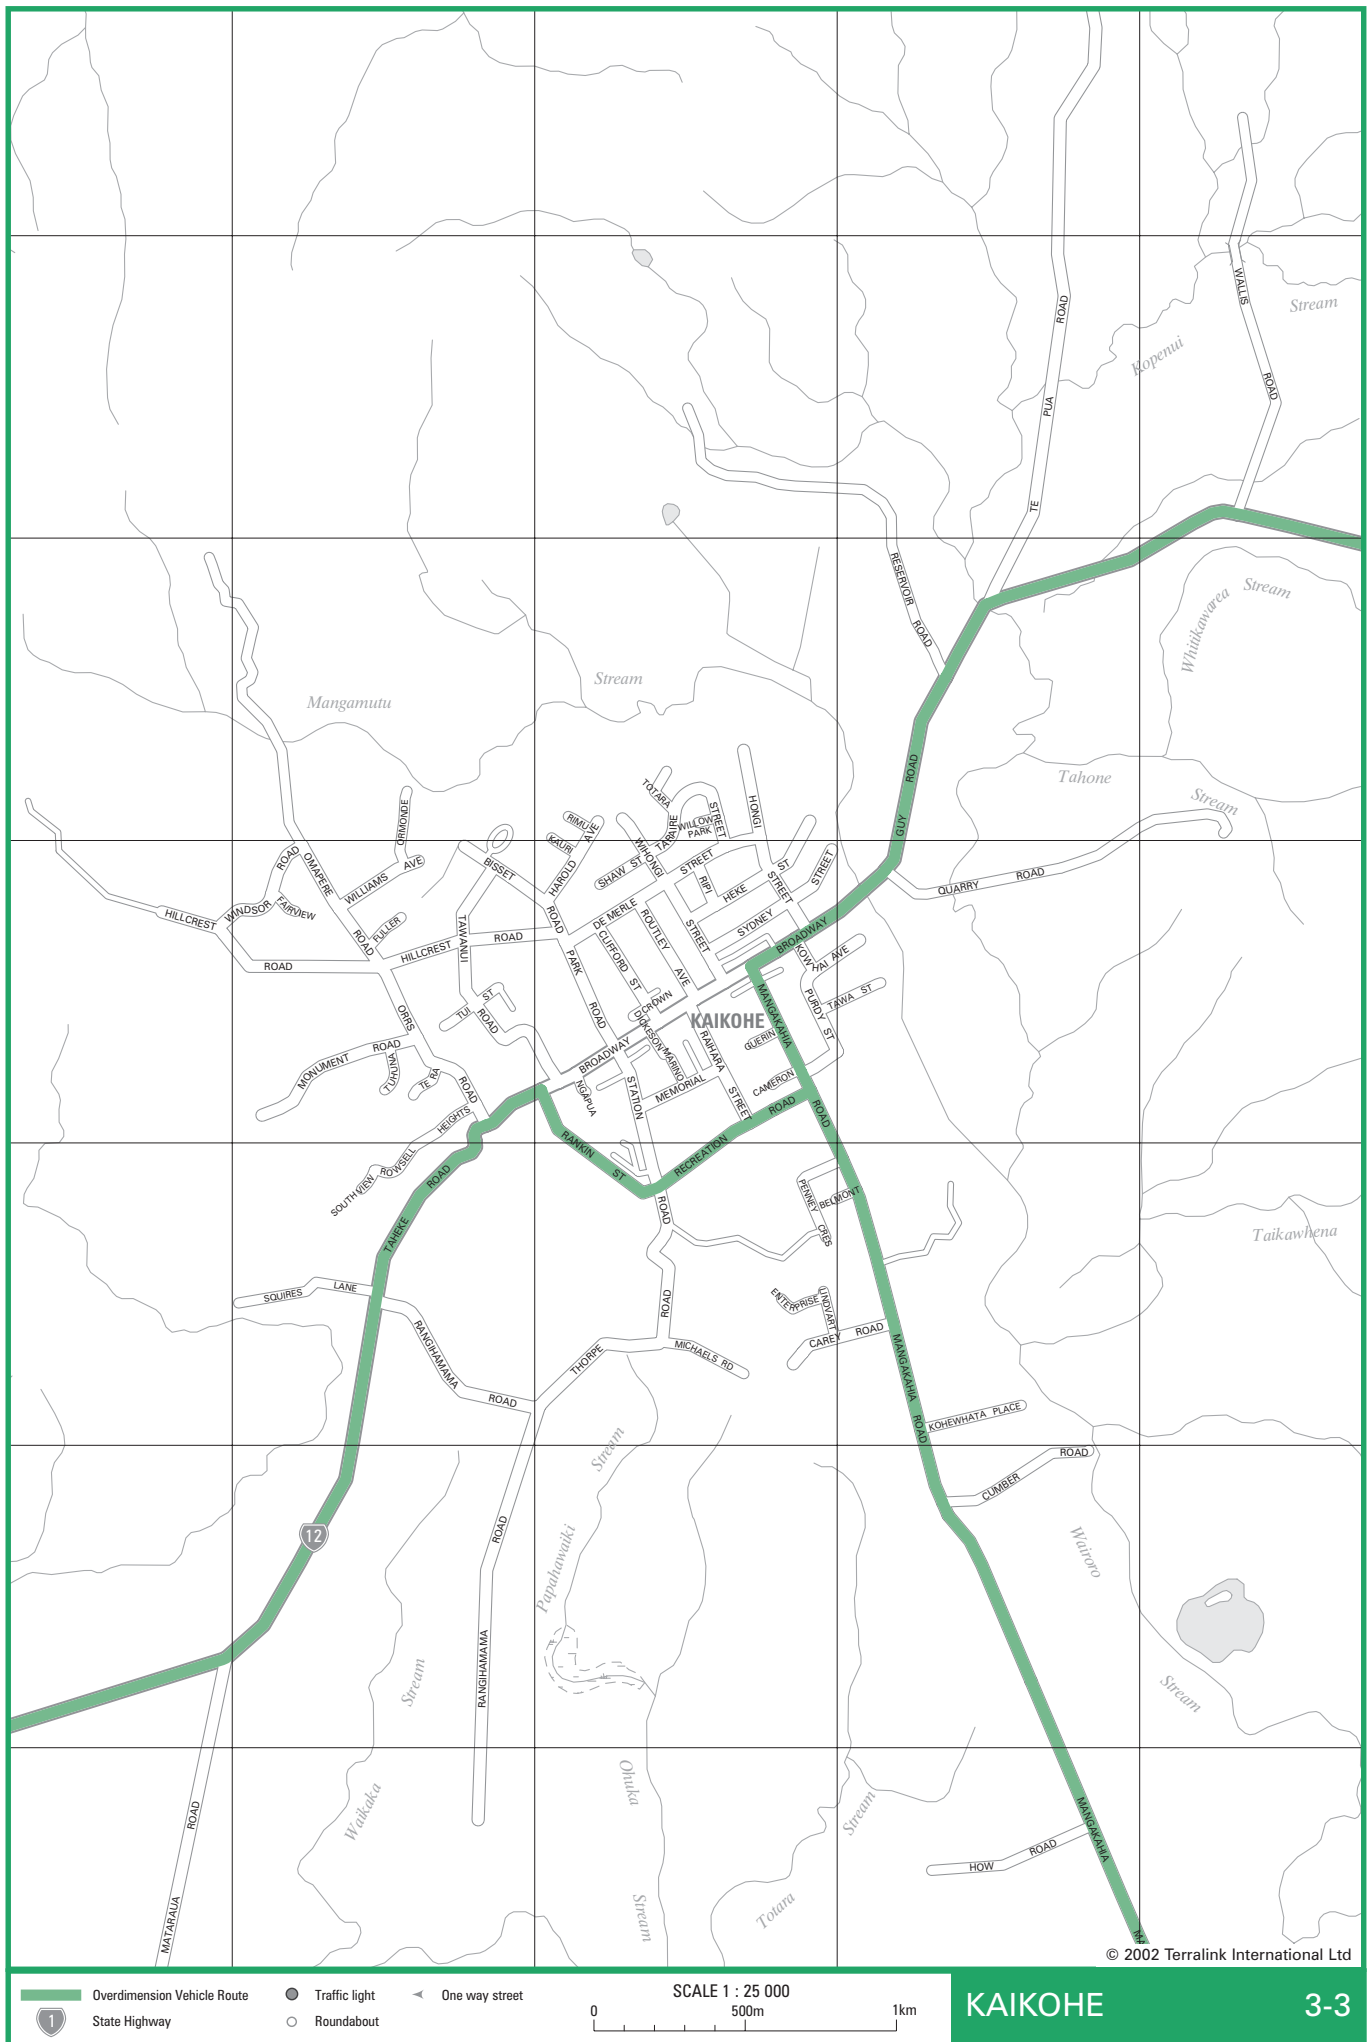 WALLIS
ROAD
Stream
Kopenui
ROAD
PUA
TE
RESERVOIR
ROAD
Whitikawarea
Stream
Mangamutu
Stream
Tahone
Stream
ROAD
GUY
QUARRY
ROAD
TOTARA
TARAIRE
STREET
WILLOW
PARK
HONGI
STREET
RIMU
KAURI
HAROLD
AVE
WIHONGI
STREET
SHAW ST
RIPI
HEKE
ST
STREET
SYDNEY
ORMONDE
WILLIAMS
AVE
OMAPERE
ROAD
ROAD
WINDSOR
FAIRVIEW
HILLCREST
ROAD
FULLER
HILLCREST
ROAD
BISSET
ROAD
TAWANUI
ROAD
TUI
ST
DE MERLE
CLIFFORD
ST
ROUTLEY
AVE
PARK
ROAD
BROADWAY
KOWHAI AVE
TAWA ST
PURDY
ST
MANGAKAHIA
ROAD
KAIKOHE
CROWN
DICKESON
MARINO
RAIHARA
STREET
GUERIN
CAMERON
MEMORIAL
BROADWAY
NGAPUA
STATION
ROAD
ORRS
ROAD
MONUMENT
ROAD
TUHUNA
TE RA
HEIGHTS
ROWSELL
SOUTHVIEW
RANKIN
ST
RECREATION
ROAD
PENNEY
CRES
BELMONT
TAHEKE
ROAD
SQUIRES
LANE
RANGIHAMAMA
ROAD
ROAD
THORPE
MICHAELS RD
ENTERPRISE
LINDVART
CAREY
ROAD
MANGAKAHIA
ROAD
KOHEWHATA PLACE
CUMBER
ROAD
Taikawhena
Wairoro
Stream
12
ROAD
RANGIHAMAMA
Stream
Papahawaiki
Stream
Waikaka
Ohuka
Stream
Stream
Totara
MATARAUA
ROAD
HOW
ROAD
MANGAKAHIA
MA
© 2002 Terralink International Ltd
Overdimension Vehicle Route
1
State Highway
Traffic light
Roundabout
One way street
SCALE 1 : 25 000
0
500m
1km
KAIKOHE
3-3